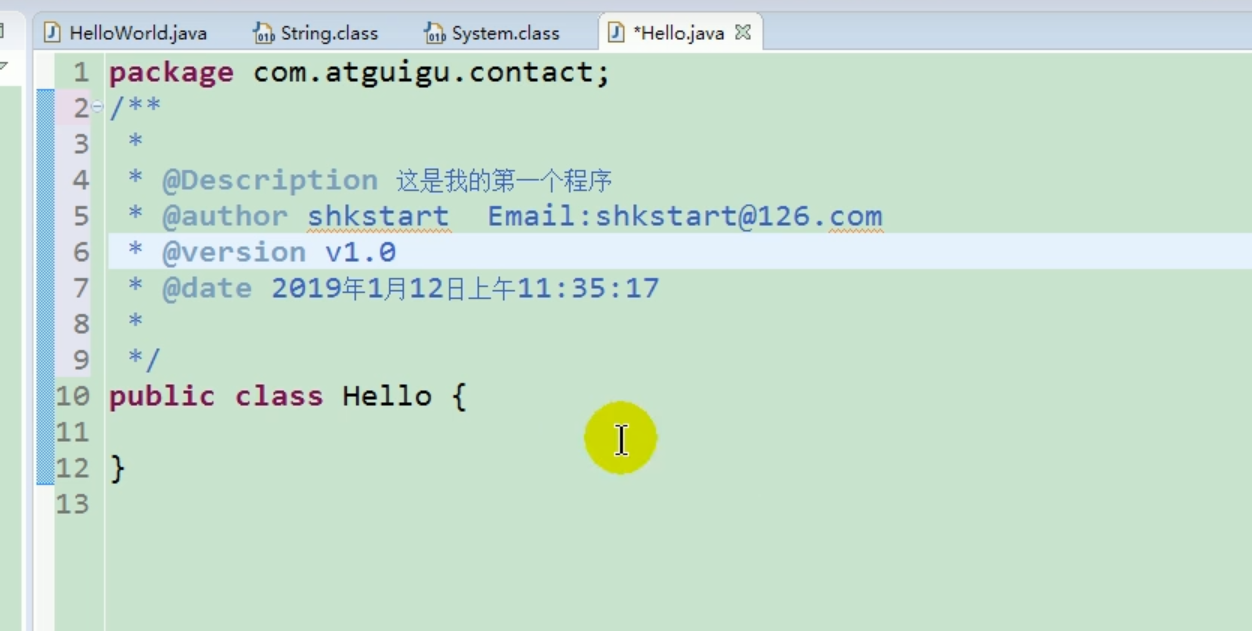 HelloWorld.java String.class System.class *Hello.java
1 package com.atguigu.contact;
2 /**
3  *
4  * @Description 这是我的第一个程序
5  * @author shkstart  Email:shkstart@126.com
6  * @version v1.0
7  * @date 2019年1月12日上午11:35:17
8  *
9  */
10 public class Hello {
11
12 }
13